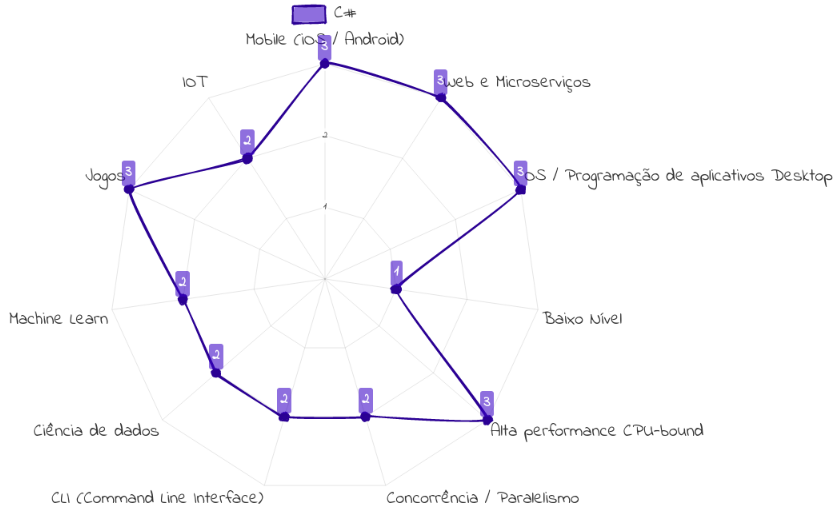 C#
Mobile (iOS / Android)
3
IOT
3
Web e Microserviços
2
2
Jogos
3
3
OS / Programação de aplicativos Desktop
1
1
2
Machine Learn
Baixo Nível
2
2
2
3
Ciência de dados
Alta performance CPU-bound
CLI (Command Line Interface)
Concorrência / Paralelismo